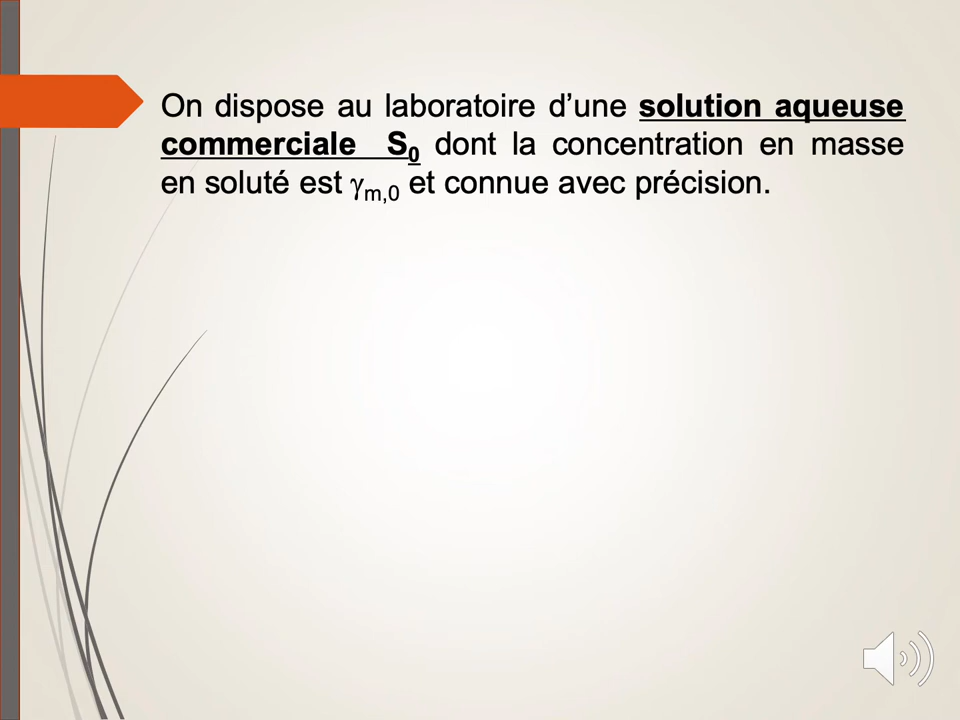 On dispose au laboratoire d’une solution aqueuse
commerciale S0 dont la concentration en masse
en soluté est γm,0 et connue avec précision.